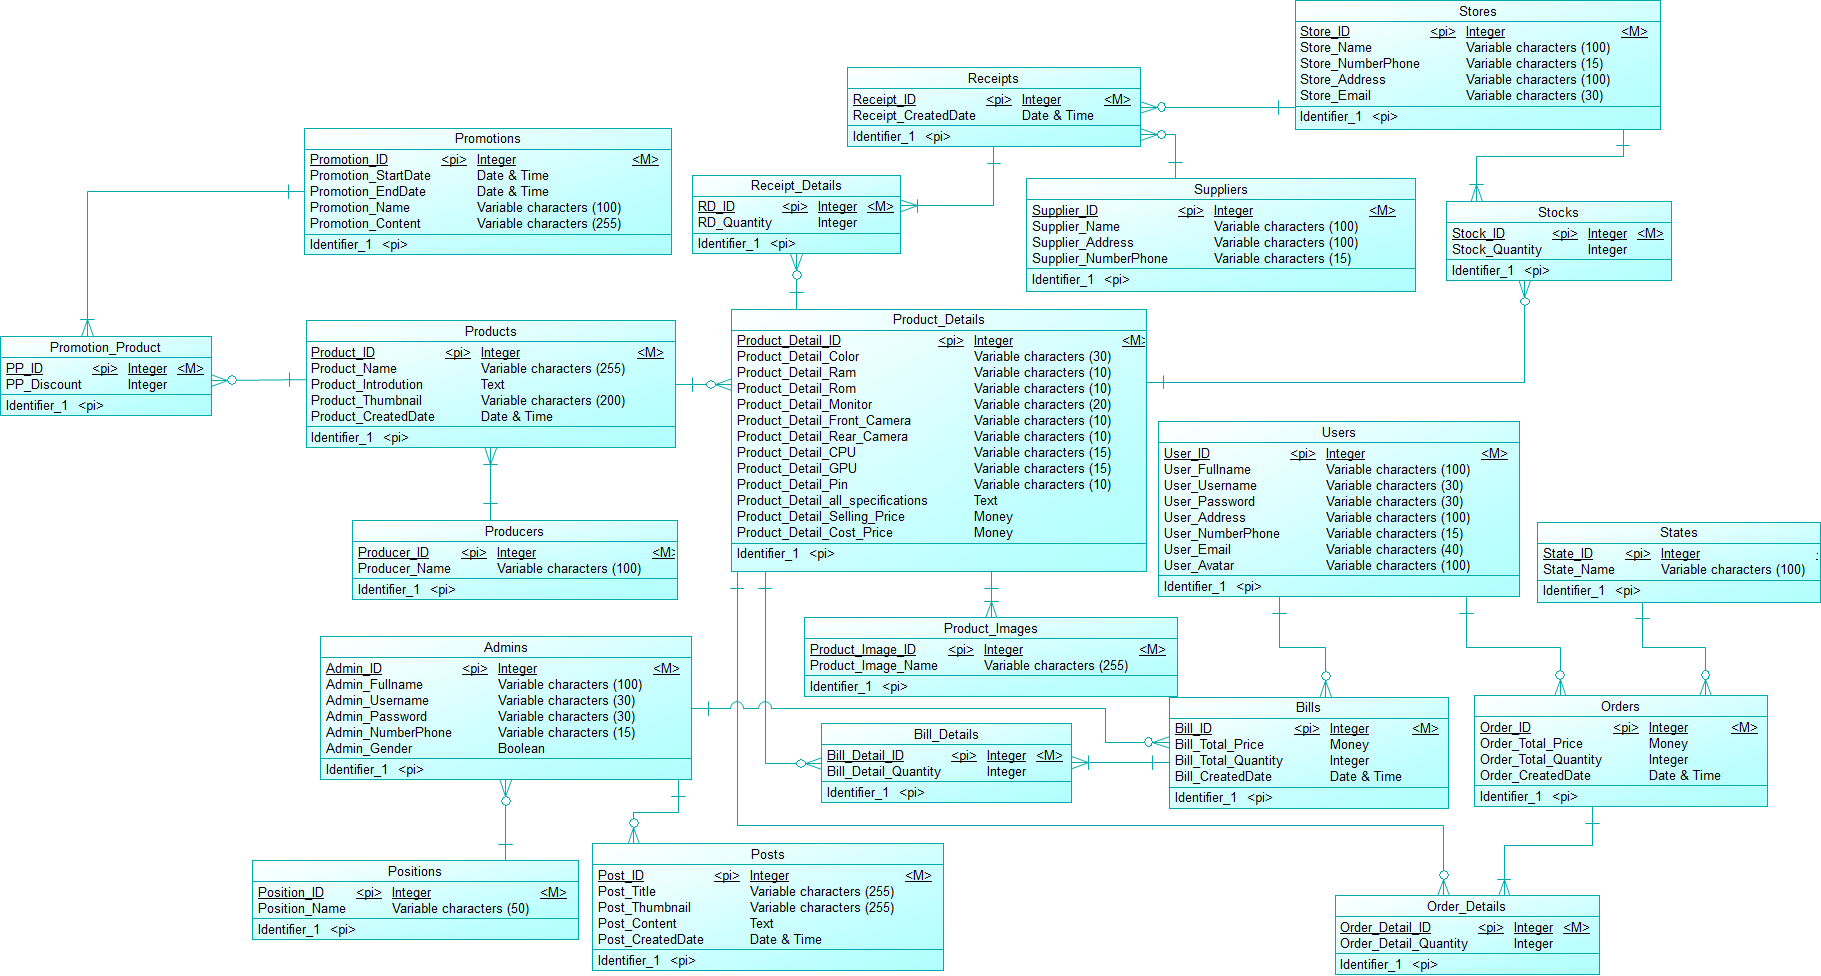 Stores
Store_ID <pi> Integer <M>
Store_Name Variable characters (100)
Store_NumberPhone Variable characters (15)
Store_Address Variable characters (100)
Store_Email Variable characters (30)
Identifier_1 <pi>
Receipts
Receipt_ID <pi> Integer <M>
Receipt_CreatedDate Date & Time
Identifier_1 <pi>
Promotions
Promotion_ID <pi> Integer <M>
Promotion_StartDate Date & Time
Promotion_EndDate Date & Time
Promotion_Name Variable characters (100)
Promotion_Content Variable characters (255)
Identifier_1 <pi>
Receipt_Details
RD_ID <pi> Integer <M>
RD_Quantity Integer
Identifier_1 <pi>
Suppliers
Supplier_ID <pi> Integer <M>
Supplier_Name Variable characters (100)
Supplier_Address Variable characters (100)
Supplier_NumberPhone Variable characters (15)
Identifier_1 <pi>
Stocks
Stock_ID <pi> Integer <M>
Stock_Quantity Integer
Identifier_1 <pi>
Promotion_Product
PP_ID <pi> Integer <M>
PP_Discount Integer
Identifier_1 <pi>
Products
Product_ID <pi> Integer <M>
Product_Name Variable characters (255)
Product_Introdution Text
Product_Thumbnail Variable characters (200)
Product_CreatedDate Date & Time
Identifier_1 <pi>
Product_Details
Product_Detail_ID <pi> Integer <M>
Product_Detail_Color Variable characters (30)
Product_Detail_Ram Variable characters (10)
Product_Detail_Rom Variable characters (10)
Product_Detail_Monitor Variable characters (20)
Product_Detail_Front_Camera Variable characters (10)
Product_Detail_Rear_Camera Variable characters (10)
Product_Detail_CPU Variable characters (15)
Product_Detail_GPU Variable characters (15)
Product_Detail_Pin Variable characters (10)
Product_Detail_all_specifications Text
Product_Detail_Selling_Price Money
Product_Detail_Cost_Price Money
Identifier_1 <pi>
Users
User_ID <pi> Integer <M>
User_Fullname Variable characters (100)
User_Username Variable characters (30)
User_Password Variable characters (30)
User_Address Variable characters (100)
User_NumberPhone Variable characters (15)
User_Email Variable characters (40)
User_Avatar Variable characters (100)
Identifier_1 <pi>
Producers
Producer_ID <pi> Integer <M>
Producer_Name Variable characters (100)
Identifier_1 <pi>
States
State_ID <pi> Integer
State_Name Variable characters (100)
Identifier_1 <pi>
Product_Images
Product_Image_ID <pi> Integer <M>
Product_Image_Name Variable characters (255)
Identifier_1 <pi>
Admins
Admin_ID <pi> Integer <M>
Admin_Fullname Variable characters (100)
Admin_Username Variable characters (30)
Admin_Password Variable characters (30)
Admin_NumberPhone Variable characters (15)
Admin_Gender Boolean
Identifier_1 <pi>
Bill_Details
Bill_Detail_ID <pi> Integer <M>
Bill_Detail_Quantity Integer
Identifier_1 <pi>
Bills
Bill_ID <pi> Integer <M>
Bill_Total_Price Money
Bill_Total_Quantity Integer
Bill_CreatedDate Date & Time
Identifier_1 <pi>
Orders
Order_ID <pi> Integer <M>
Order_Total_Price Money
Order_Total_Quantity Integer
Order_CreatedDate Date & Time
Identifier_1 <pi>
Positions
Position_ID <pi> Integer <M>
Position_Name Variable characters (50)
Identifier_1 <pi>
Posts
Post_ID <pi> Integer <M>
Post_Title Variable characters (255)
Post_Thumbnail Variable characters (255)
Post_Content Text
Post_CreatedDate Date & Time
Identifier_1 <pi>
Order_Details
Order_Detail_ID <pi> Integer <M>
Order_Detail_Quantity Integer
Identifier_1 <pi>